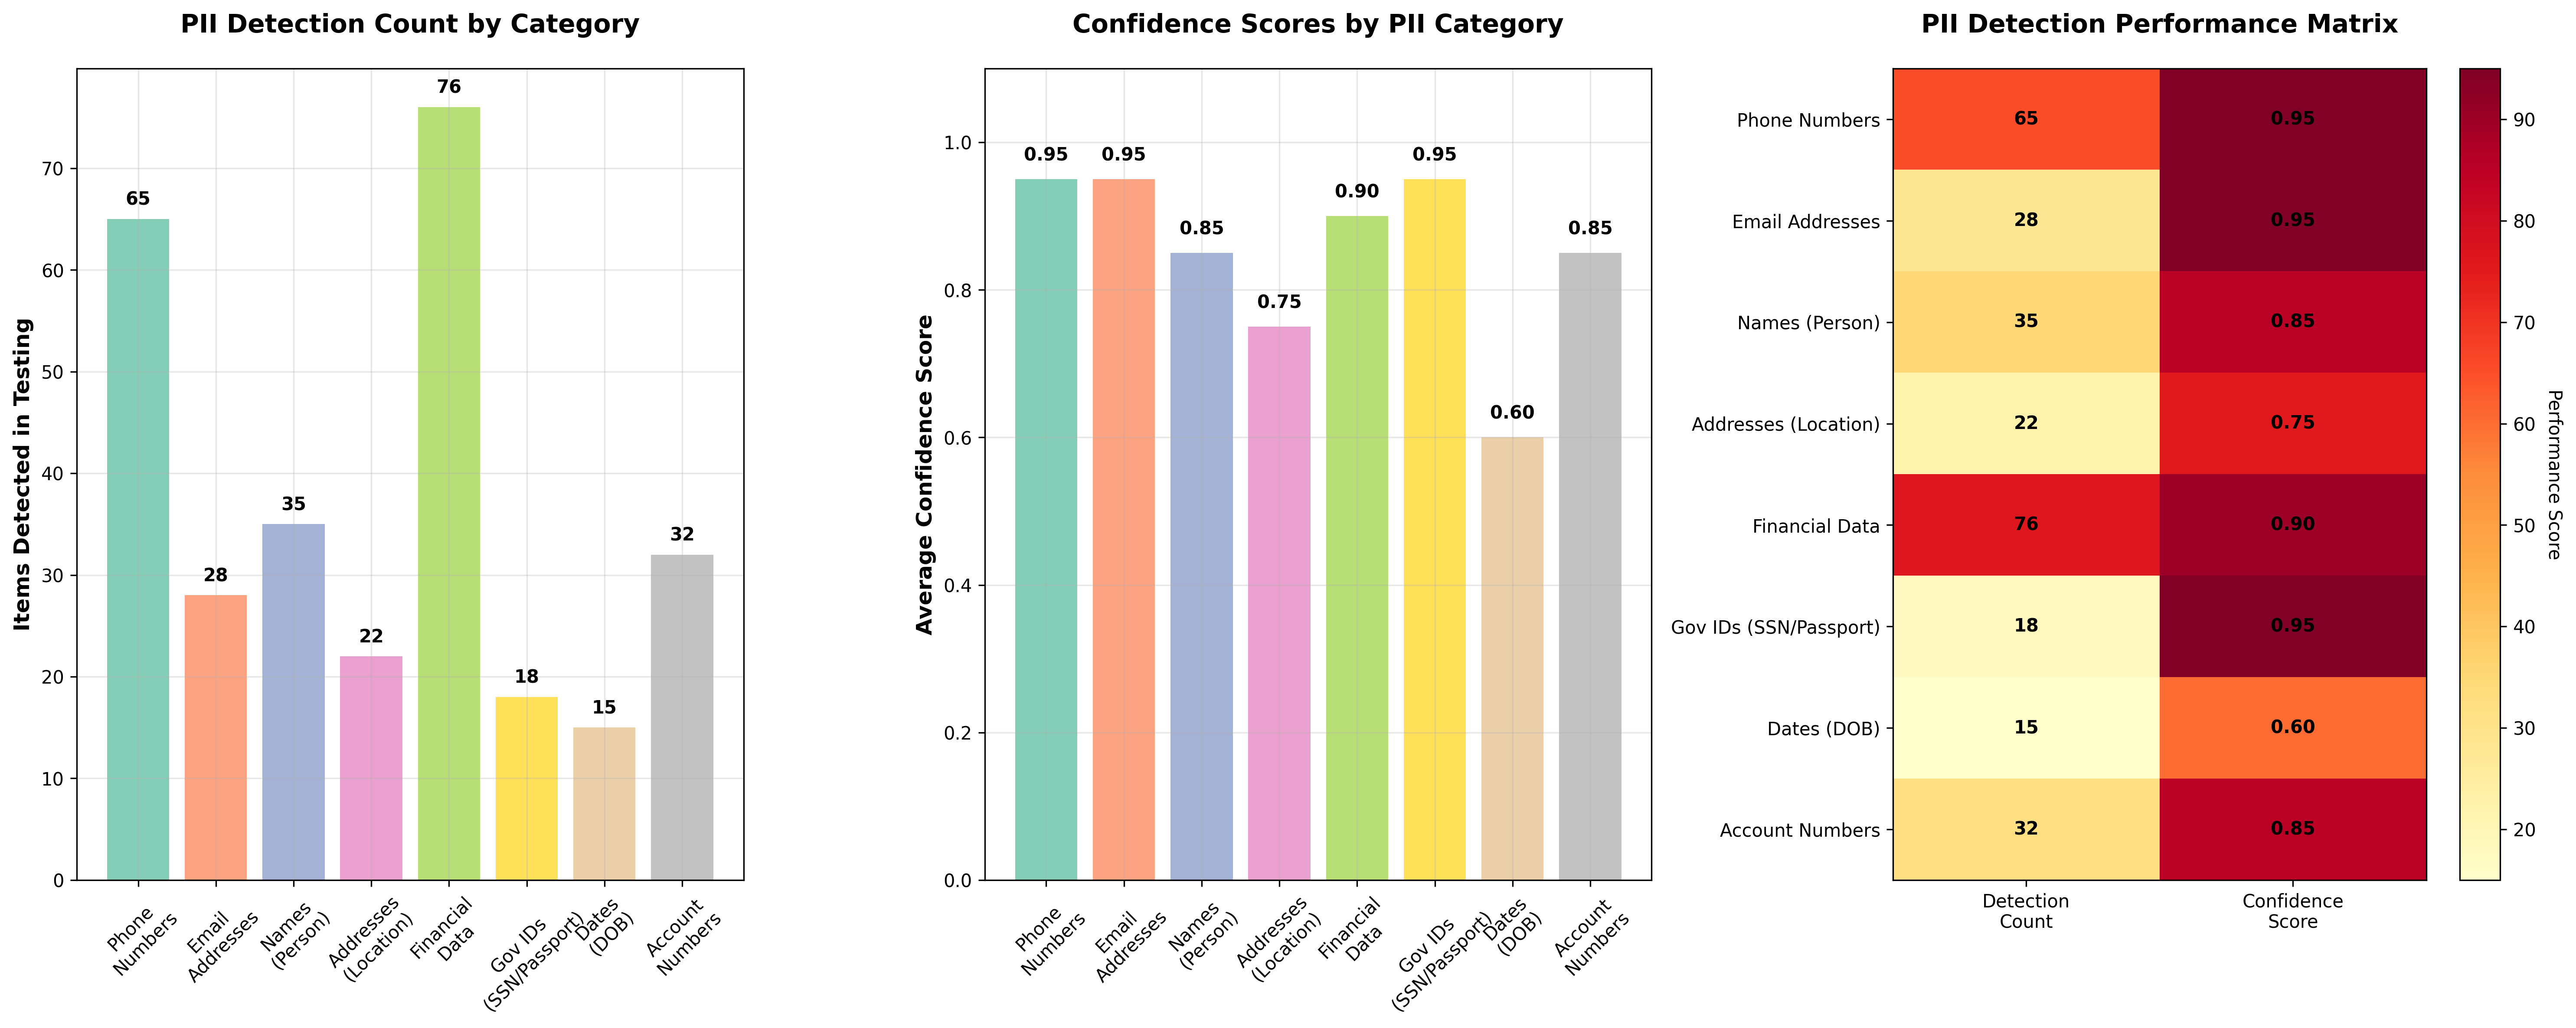 PII Detection Count by Category
Items Detected in Testing
70
60
50
40
30
20
10
0
65
28
35
22
76
18
15
32
Phone
Numbers
Email
Addresses
Names
(Person)
Addresses
(Location)
Financial
Data
Gov IDs
(SSN/Passport)
Dates
(DOB)
Account
Numbers
Confidence Scores by PII Category
Average Confidence Score
1.0
0.8
0.6
0.4
0.2
0.0
0.95
0.95
0.85
0.75
0.90
0.95
0.60
0.85
Phone
Numbers
Email
Addresses
Names
(Person)
Addresses
(Location)
Financial
Data
Gov IDs
(SSN/Passport)
Dates
(DOB)
Account
Numbers
PII Detection Performance Matrix
Phone Numbers 65 0.95
Email Addresses 28 0.95
Names (Person) 35 0.85
Addresses (Location) 22 0.75
Financial Data 76 0.90
Gov IDs (SSN/Passport) 18 0.95
Dates (DOB) 15 0.60
Account Numbers 32 0.85
Detection
Count
Confidence
Score
90
80
70
60
50
40
30
20
Performance Score